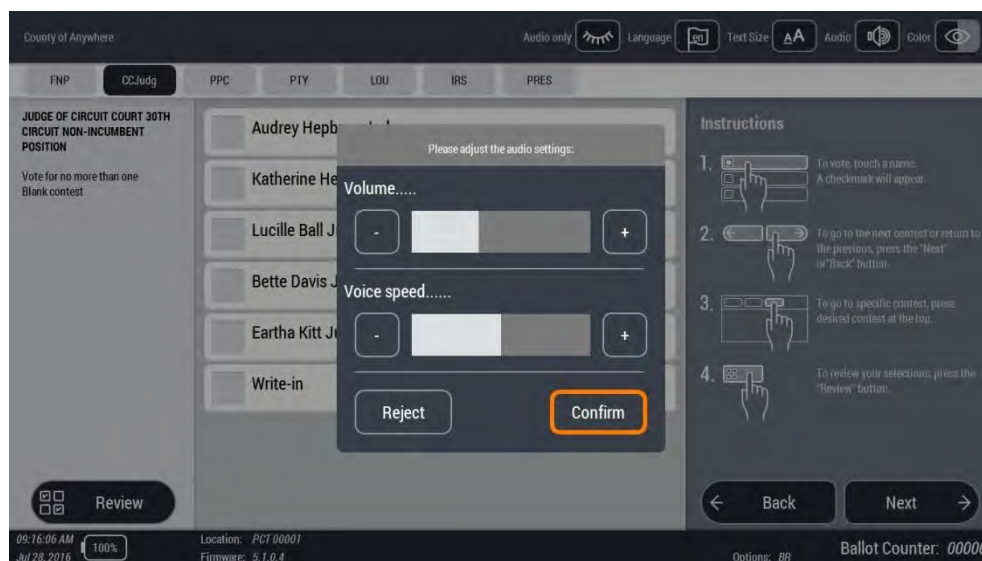 County of Anywhere
Audio only
Language
en
Text Size
AA
Audio
Color
FNP
CCJudg
PPC
PTY
LOU
IRS
PRES
JUDGE OF CIRCUIT COURT 30TH
CIRCUIT NON-INCUMBENT
POSITION
Vote for no more than one
Blank contest
Audrey Hepb
Katherine He
Lucille Ball J
Bette Davis J
Eartha Kitt Ju
Write-in
Please adjust the audio settings:
Volume.....
-
+
Voice speed......
-
+
Reject
Confirm
Instructions
1.
To vote, touch a name.
A checkmark will appear.
2.
To go to the next contest or return to
the previous, press the "Next"
or "Back" button.
3.
To go to specific contest, press
desired contest at the top.
4.
To review your selections, press the
"Review" button.
Review
Back
Next
09:16:06 AM
Jul 28, 2016
100%
Location: PCT 00001
Firmware: 5.1.0.4
Options: BR
Ballot Counter: 0000